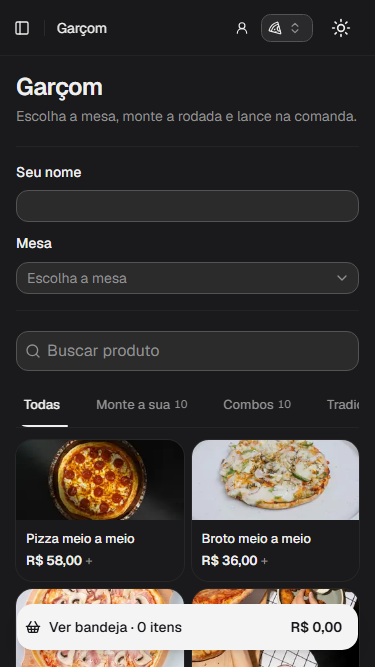 Garçom
Garçom
Escolha a mesa, monte a rodada e lance na comanda.
Seu nome
Mesa
Escolha a mesa
Buscar produto
Todas Monte a sua 10 Combos 10 Tradic
Pizza meio a meio
R$ 58,00 +
Broto meio a meio
R$ 36,00 +
Ver bandeja · 0 itens R$ 0,00